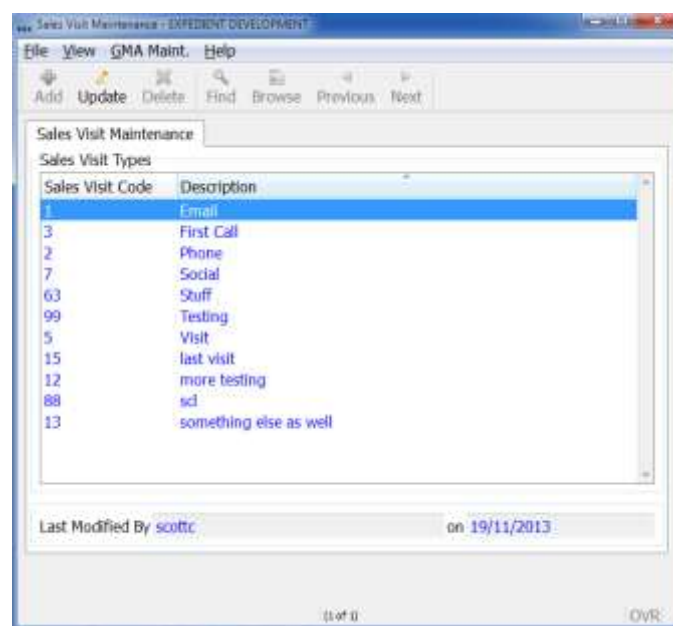 Sales Visit Maintenance - EXPEDIENT DEVELOPMENT
File View GMA Maint. Help
Add Update Delete Find Browse Previous Next
Sales Visit Maintenance
Sales Visit Types
Sales Visit Code Description
1 Email
3 First Call
2 Phone
7 Social
63 Stuff
99 Testing
5 Visit
15 last visit
12 more testing
88 scl
13 something else as well
Last Modified By scottc on 19/11/2013
(1 of 1) OVR